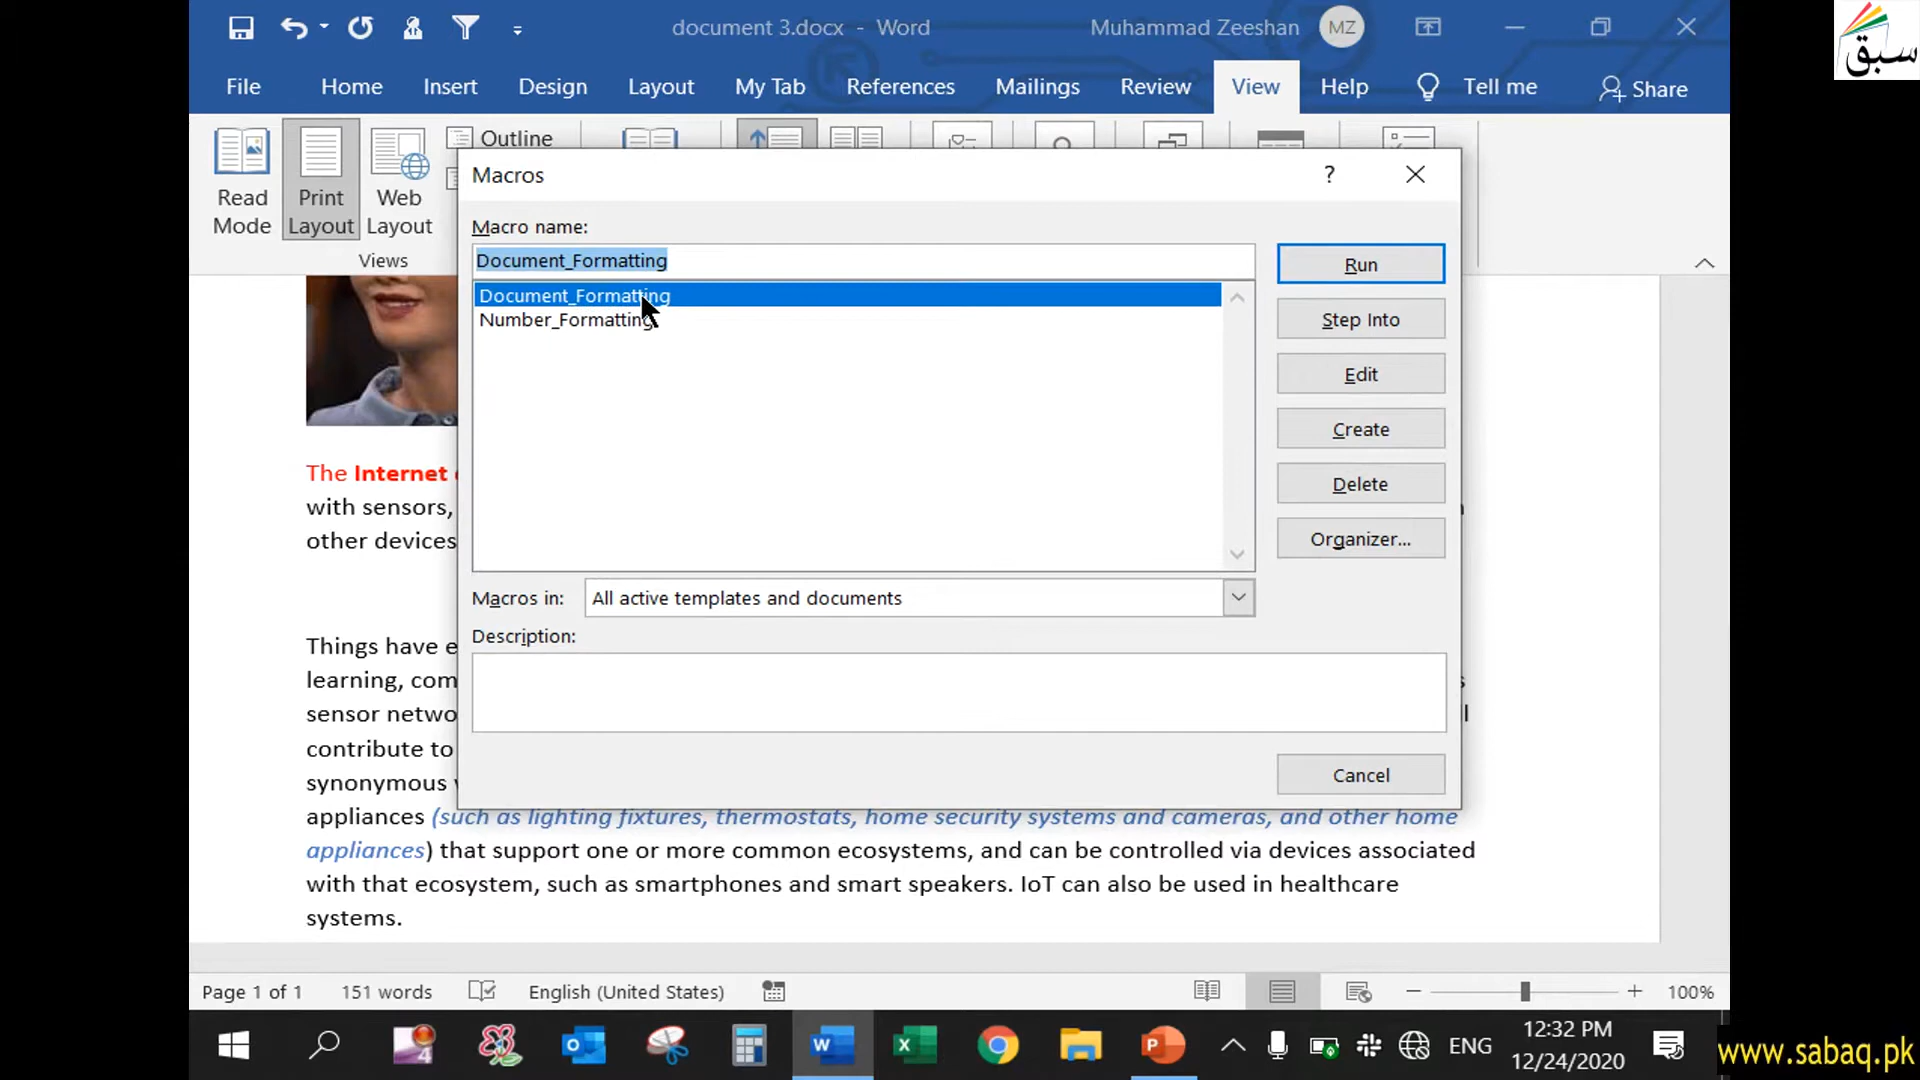 document 3.docx - Word
Muhammad Zeeshan MZ
سبق
File Home Insert Design Layout My Tab References Mailings Review View Help Tell me Share
Outline
Read Mode
Print Layout
Web Layout
Views
Macros ?
Macro name:
Document_Formatting
Document_Formatting
Number_Formatting
Run
Step Into
Edit
Create
Delete
Organizer...
Macros in: All active templates and documents
Description:
Cancel
The Internet
with sensors,
other devices
Things have e
learning, com s
sensor netwo l
contribute to
synonymous
appliances (such as lighting fixtures, thermostats, home security systems and cameras, and other home
appliances) that support one or more common ecosystems, and can be controlled via devices associated
with that ecosystem, such as smartphones and smart speakers. IoT can also be used in healthcare
systems.
Page 1 of 1 151 words English (United States) 100%
4 ENG 12:32 PM
12/24/2020
www.sabaq.pk